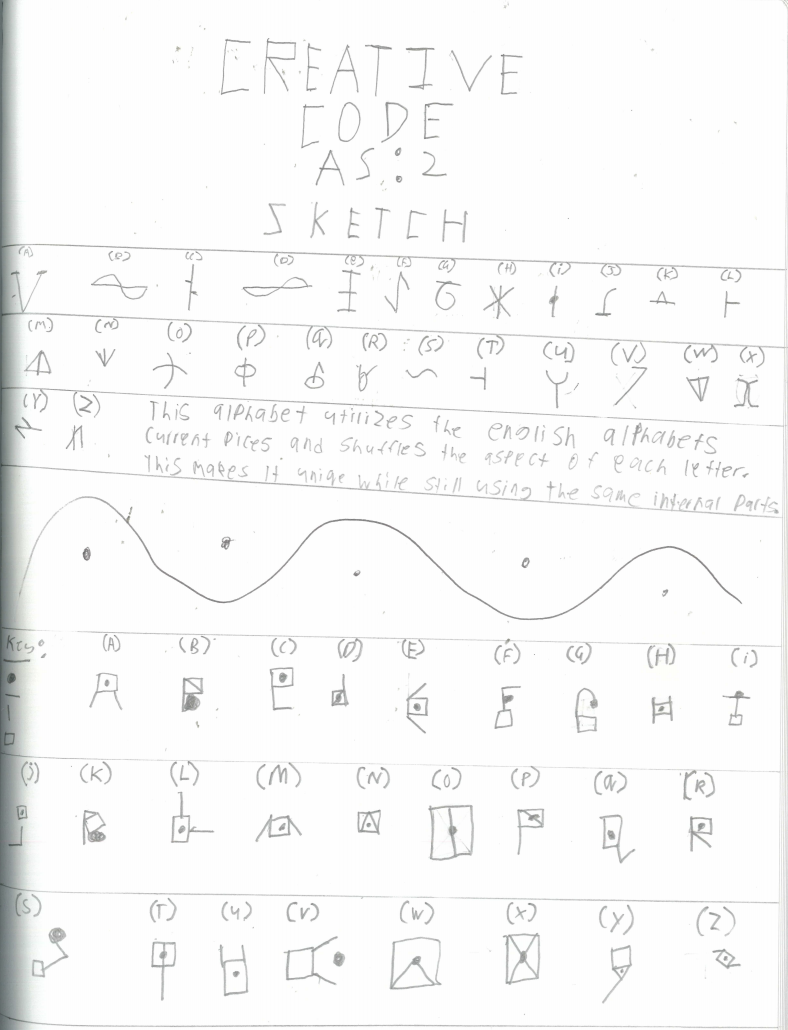 CREATIVE
CODE
AS:2
SKETCH
(A) (B) (C) (D) (E) (F) (G) (H) (i) (J) (K) (L)
(M) (N) (O) (P) (Q) (R) (S) (T) (U) (V) (W) (X)
(Y) (Z) This alphabet utilizes the english alphabets
current pices and shuffles the aspect of each letter.
This makes it uniqe while still using the same internal parts.
Key: (A) (B) (C) (D) (E) (F) (G) (H) (i)
(J) (K) (L) (M) (N) (O) (P) (Q) (R)
(S) (T) (U) (V) (W) (X) (Y) (Z)